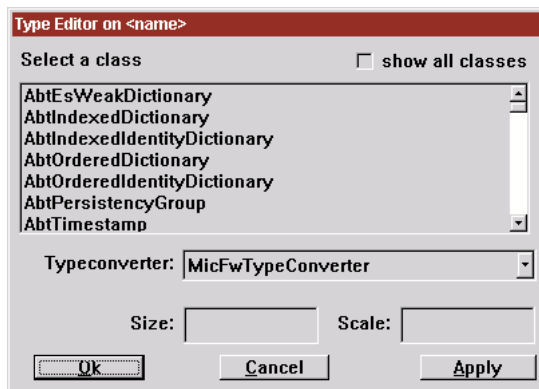 Type Editor on <name>
Select a class show all classes
AbtEsWeakDictionary
AbtIndexedDictionary
AbtIndexedIdentityDictionary
AbtOrderedDictionary
AbtOrderedIdentityDictionary
AbtPersistencyGroup
AbtTimestamp
Typeconverter: MicFwTypeConverter
Size: Scale:
Ok Cancel Apply